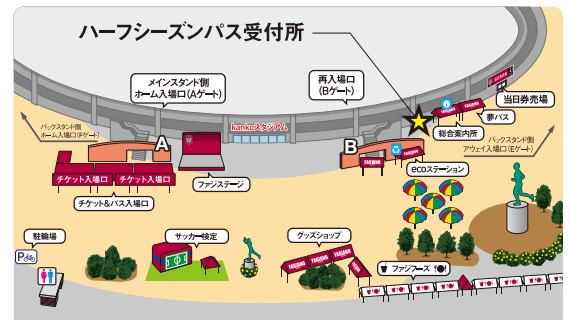 ハーフシーズンパス受付所
メインスタンド側
ホーム入場口(Aゲート)
再入場口
(Bゲート)
当日券売場
夢パス
総合案内所
バックスタンド側
ホーム入場口(Fゲート)
kankoスタジアム
バックスタンド側
アウェイ入場口(Eゲート)
A
B
チケット入場口
チケット入場口
チケット&パス入場口
ファジステージ
FAGIANO
ecoステーション
駐輪場
P
サッカー検定
グッズショップ
FAGIANO
FAGIANO
FAGIANO
ファジフーズ